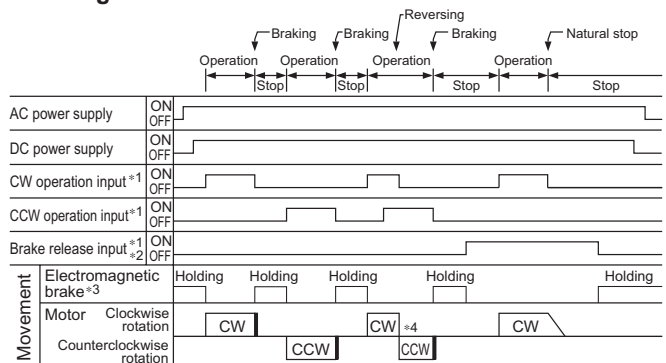 Reversing
Braking Braking Braking Natural stop
Operation Operation Operation Operation
Stop Stop Stop Stop
AC power supply ON
OFF
DC power supply ON
OFF
CW operation input*1 ON
OFF
CCW operation input*1 ON
OFF
Brake release input*1 ON
*2 OFF
Movement
Electromagnetic Holding Holding Holding Holding Holding
brake*3
Motor Clockwise
rotation CW CW *4 CW
Counterclockwise
rotation CCW CCW